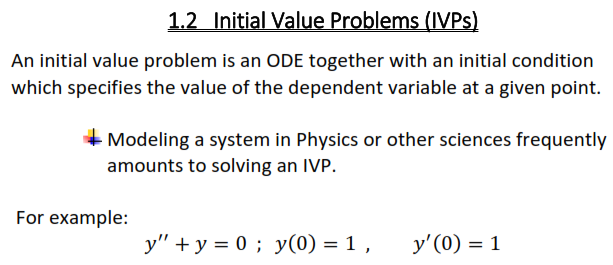 1.2 Initial Value Problems (IVPs)
An initial value problem is an ODE together with an initial condition
which specifies the value of the dependent variable at a given point.
Modeling a system in Physics or other sciences frequently
amounts to solving an IVP.
For example:
y′′ + y = 0 ; y(0) = 1 , y′(0) = 1